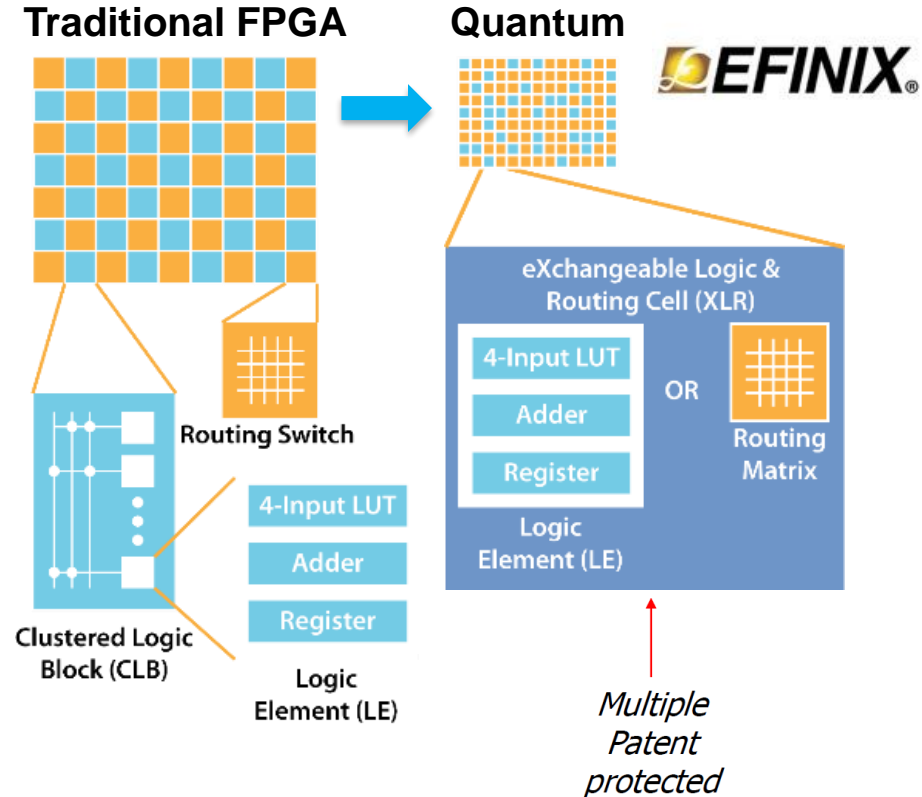 Traditional FPGA
Quantum
EFINIX®
Routing Switch
4-Input LUT
Adder
Register
Clustered Logic
Block (CLB)
Logic
Element (LE)
eXchangeable Logic &
Routing Cell (XLR)
4-Input LUT
Adder
Register
Logic
Element (LE)
OR
Routing
Matrix
Multiple
Patent
protected